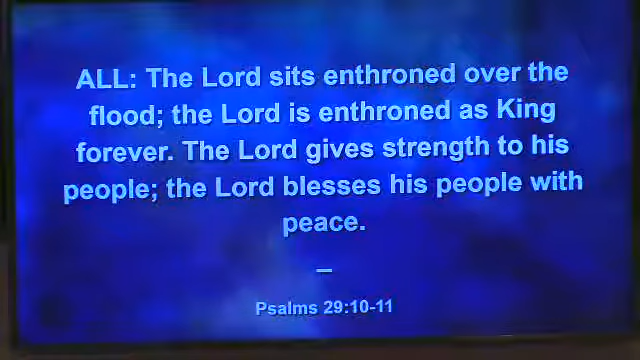 ALL: The Lord sits enthroned over the
flood; the Lord is enthroned as King
forever. The Lord gives strength to his
people; the Lord blesses his people with
peace.
–
Psalms 29:10-11